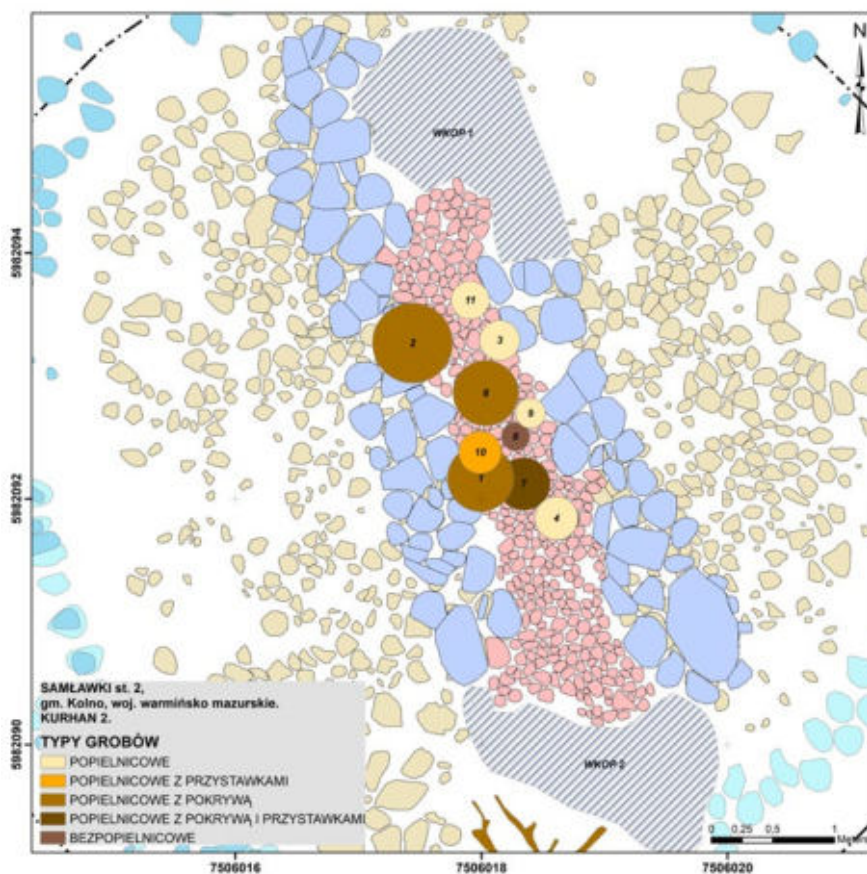 N
WKOP 1
5982094
11
3
2
9
8
10
1
7
4
5982092
SAMŁAWKI st. 2,
gm. Kolno, woj. warmińsko mazurskie.
KURHAN 2.
TYPY GROBÓW
POPIELNICOWE
POPIELNICOWE Z PRZYSTAWKAMI
POPIELNICOWE Z POKRYWĄ
POPIELNICOWE Z POKRYWĄ I PRZYSTAWKAMI
BEZPOPIELNICOWE
5982090
WKOP 2
0 0,25 0,5 1
7506016 7506018 7506020